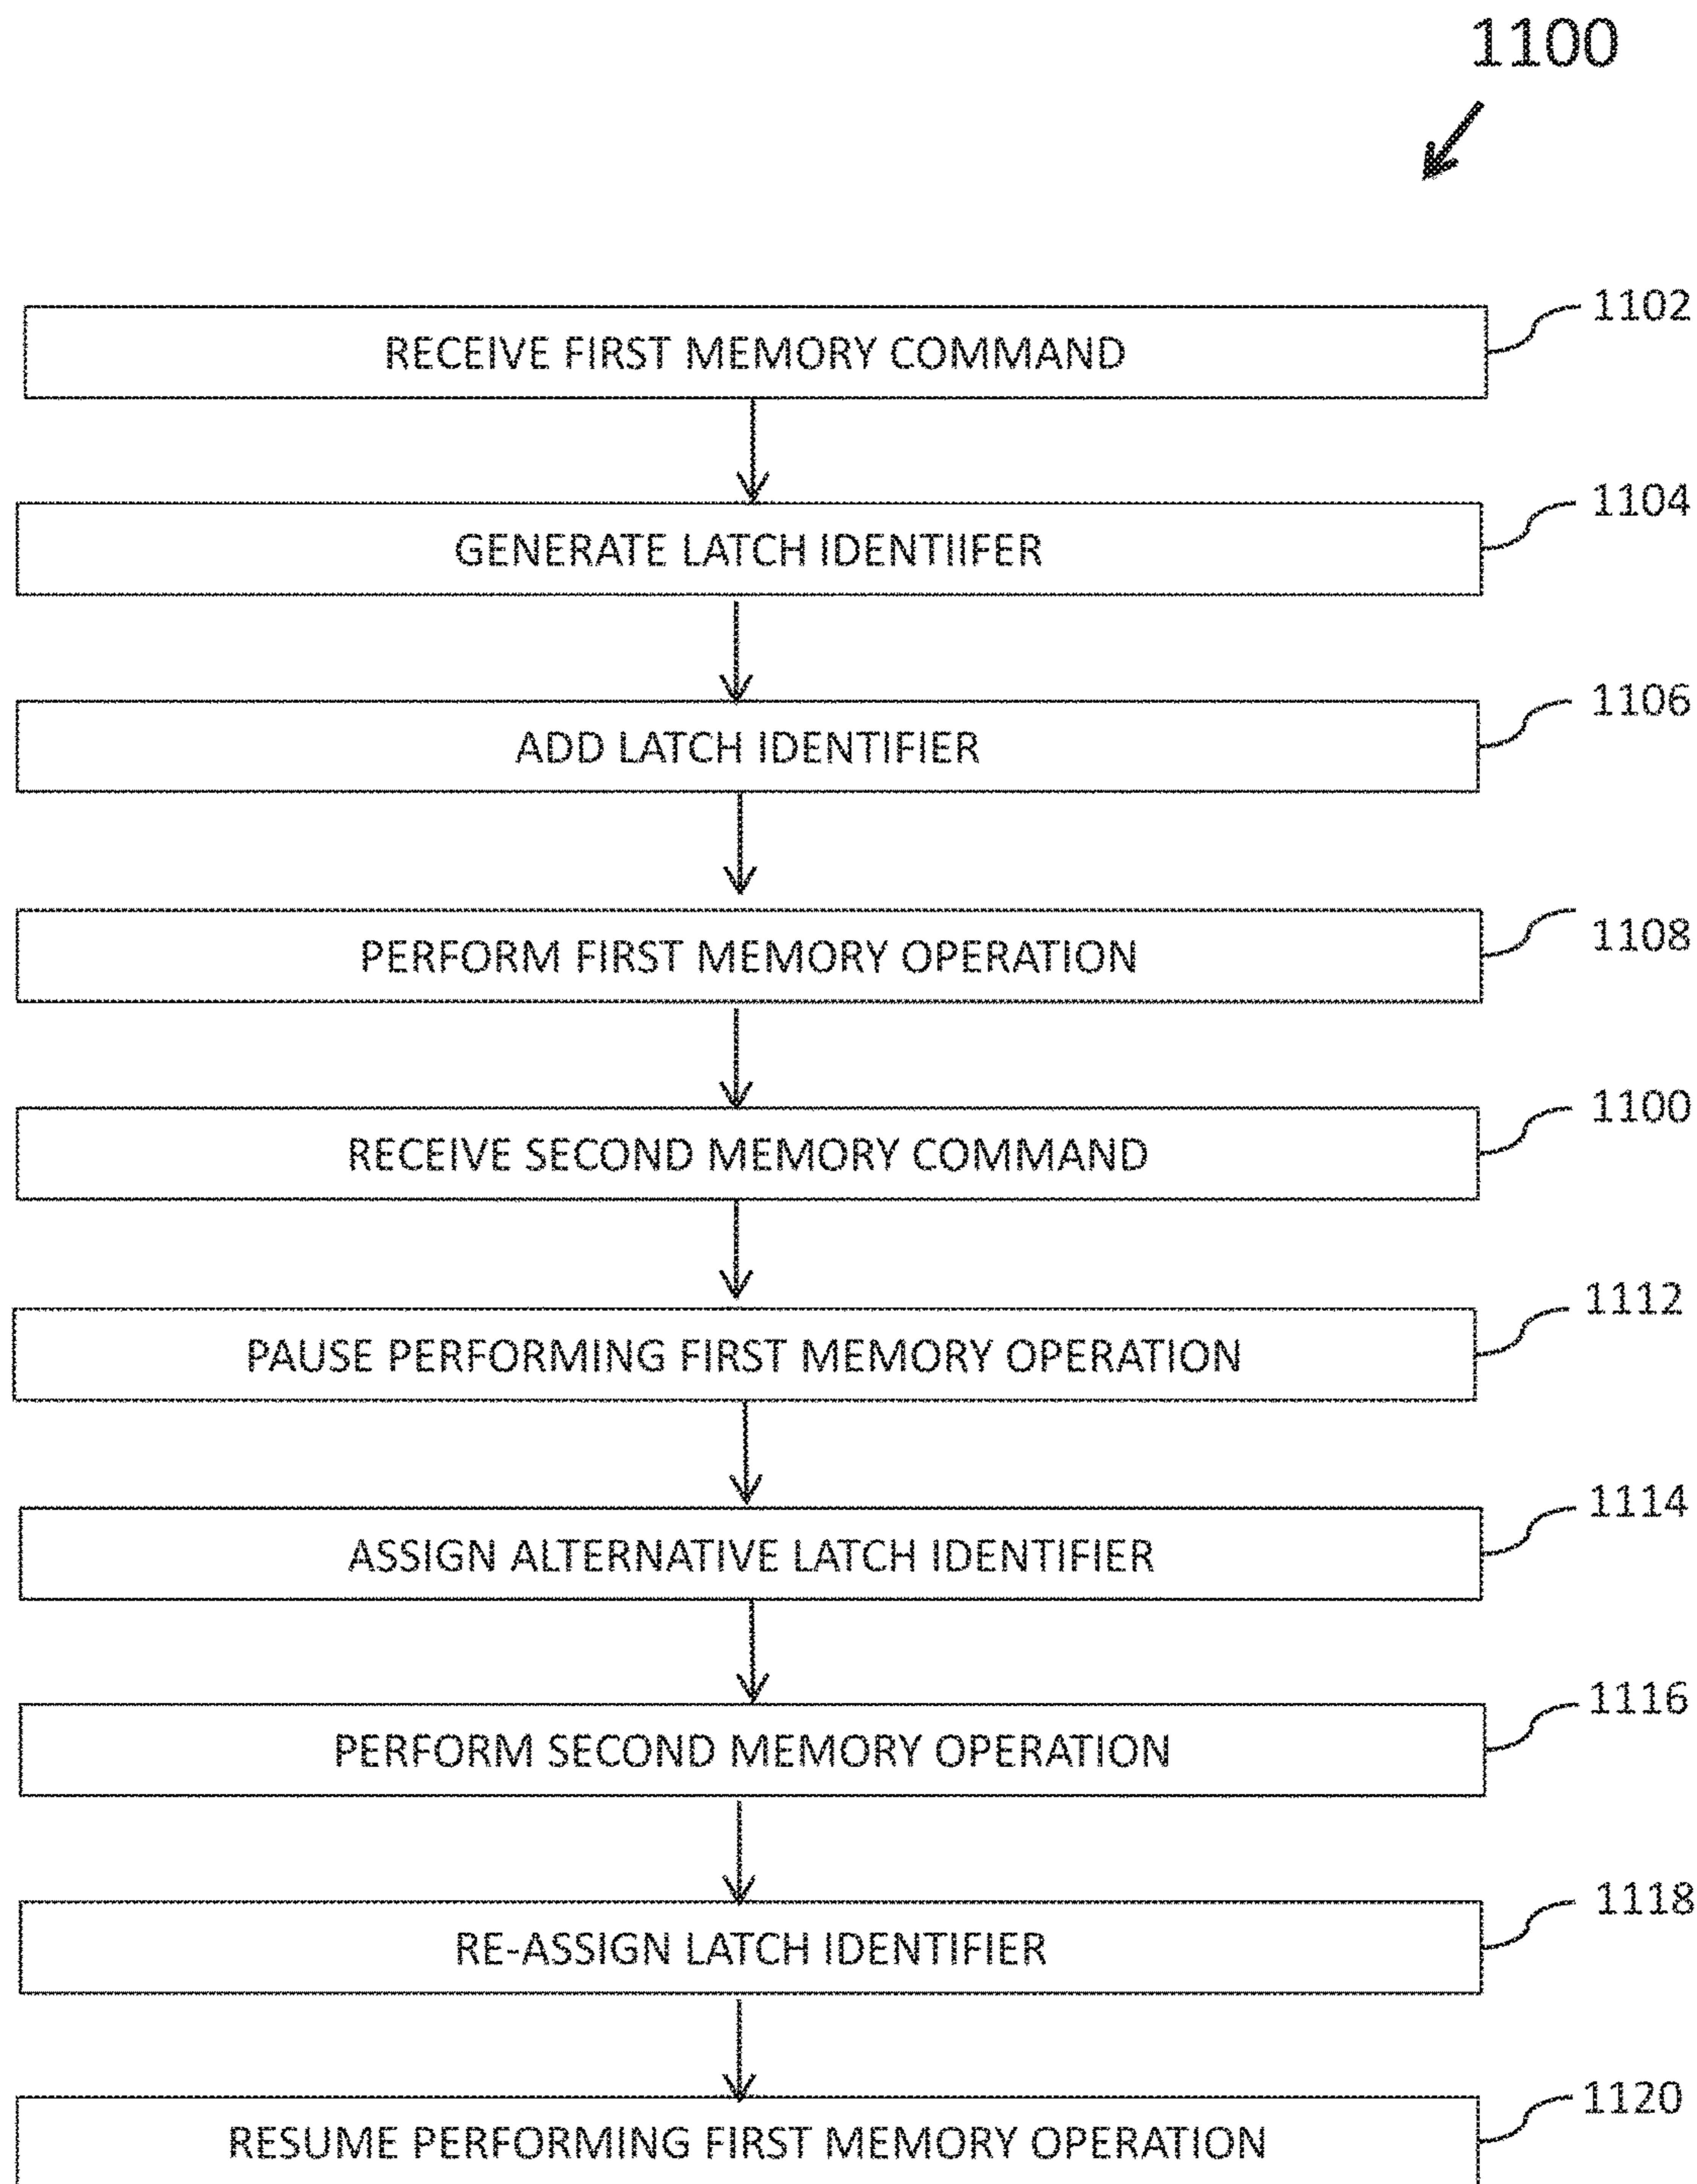 1100
RECEIVE FIRST MEMORY COMMAND
1102
GENERATE LATCH IDENTIIFER
1104
ADD LATCH IDENTIFIER
1106
PERFORM FIRST MEMORY OPERATION
1108
RECEIVE SECOND MEMORY COMMAND
1100
PAUSE PERFORMING FIRST MEMORY OPERATION
1112
ASSIGN ALTERNATIVE LATCH IDENTIFIER
1114
PERFORM SECOND MEMORY OPERATION
1116
RE-ASSIGN LATCH IDENTIFIER
1118
RESUME PERFORMING FIRST MEMORY OPERATION
1120